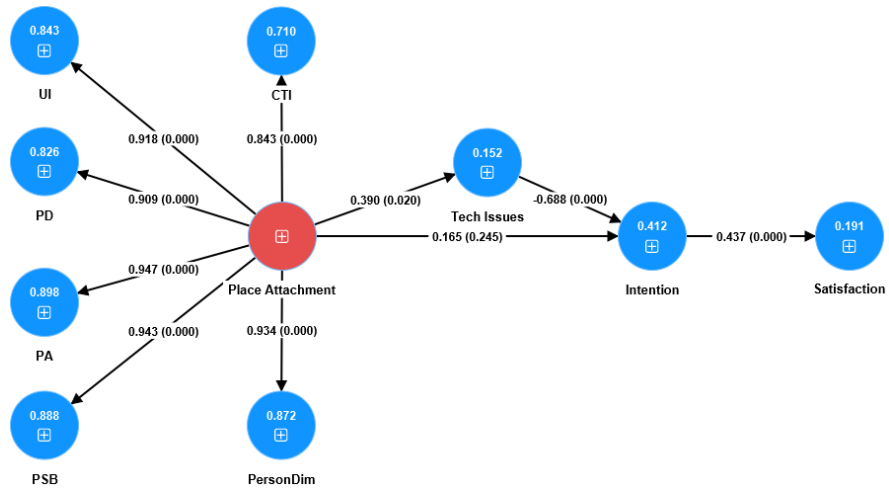 0.843
UI
0.710
CTI
0.918 (0.000)
0.843 (0.000)
0.826
PD
0.909 (0.000)
0.152
Tech Issues
0.390 (0.020)
-0.688 (0.000)
Place Attachment
0.165 (0.245)
0.412
Intention
0.437 (0.000)
0.191
Satisfaction
0.947 (0.000)
0.898
PA
0.943 (0.000)
0.934 (0.000)
0.888
PSB
0.872
PersonDim